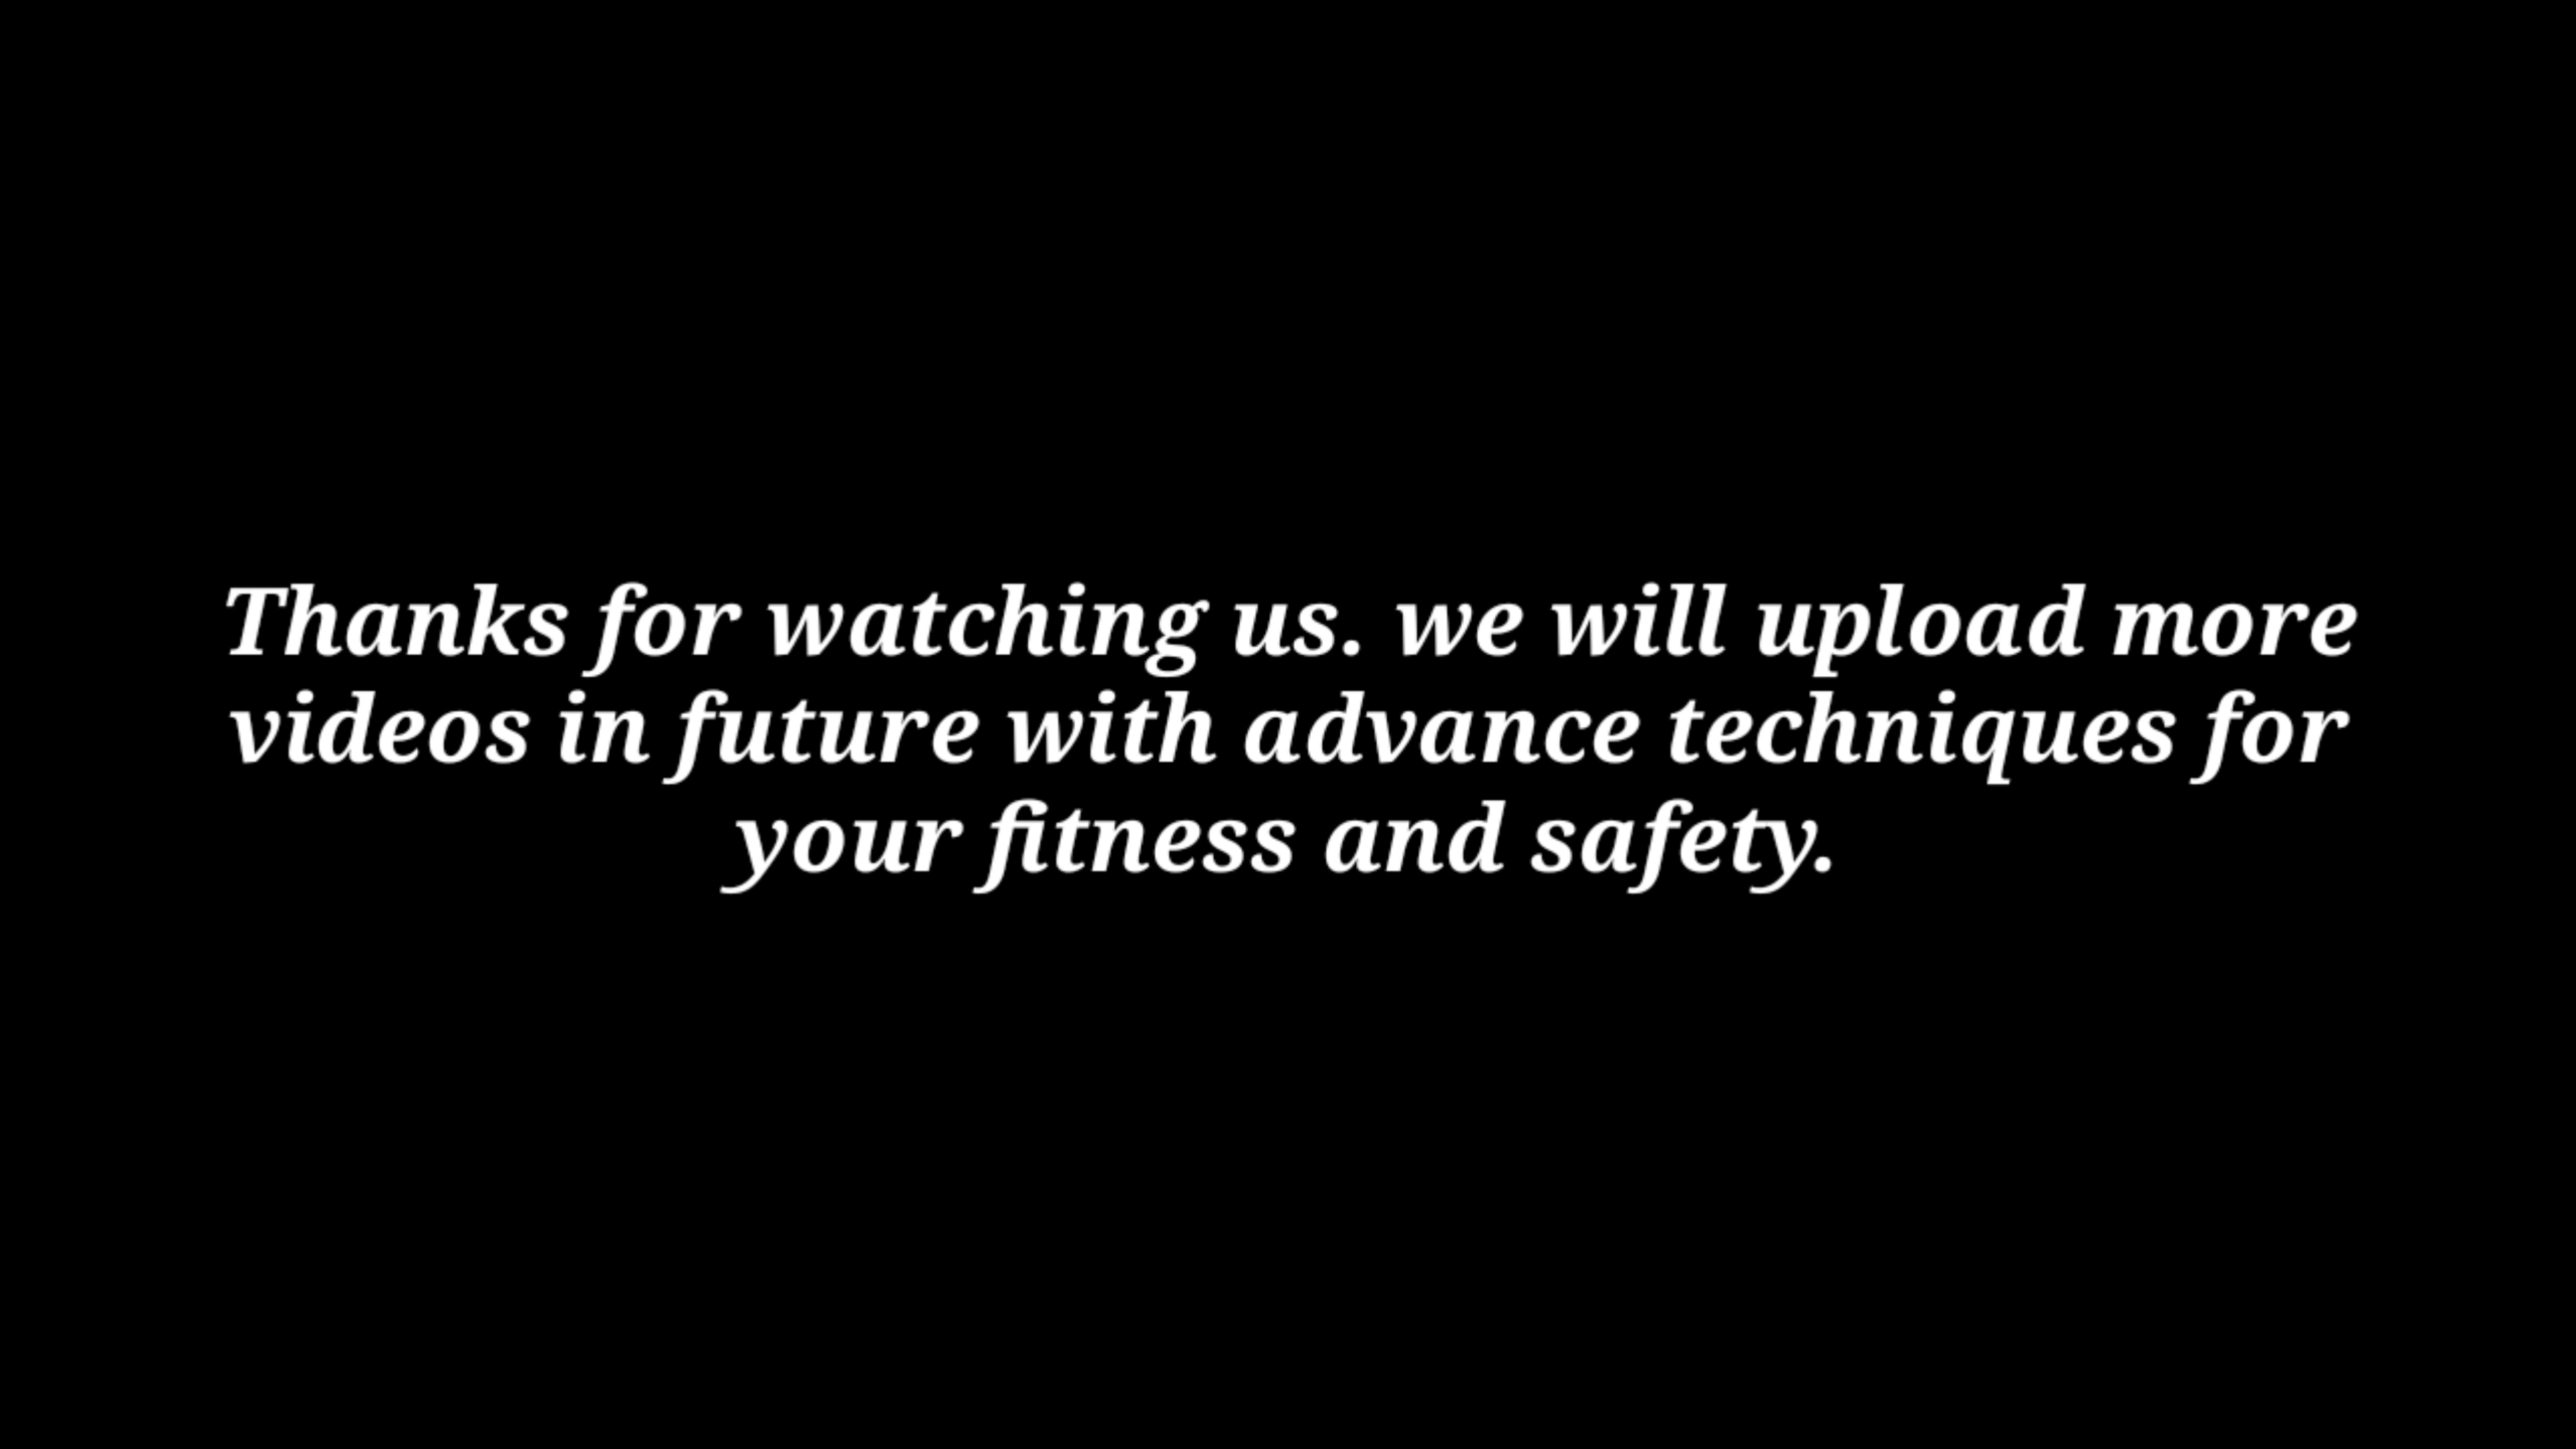 Thanks for watching us. we will upload more
videos in future with advance techniques for
your fitness and safety.